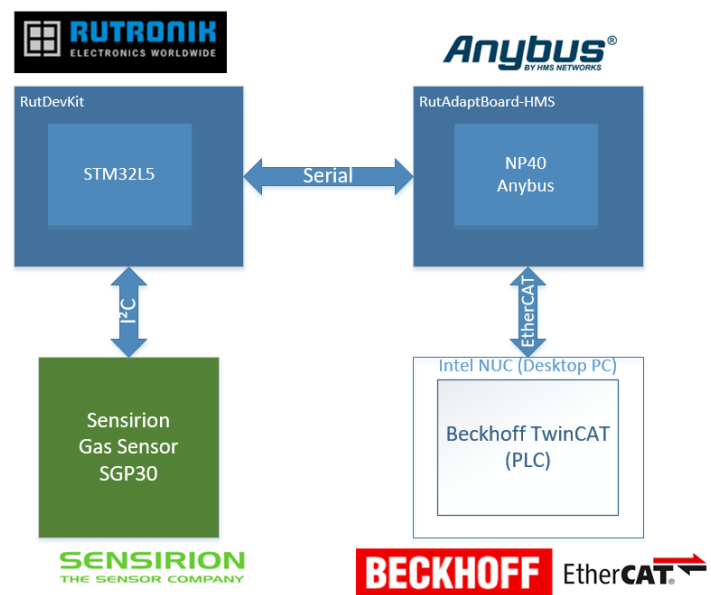 RUTRONIK
ELECTRONICS WORLDWIDE
Anybus®
BY HMS NETWORKS
RutDevKit
STM32L5
Serial
RutAdaptBoard-HMS
NP40
Anybus
I²C
EtherCAT
Sensirion
Gas Sensor
SGP30
Intel NUC (Desktop PC)
Beckhoff TwinCAT
(PLC)
SENSIRION
THE SENSOR COMPANY
BECKHOFF
EtherCAT®